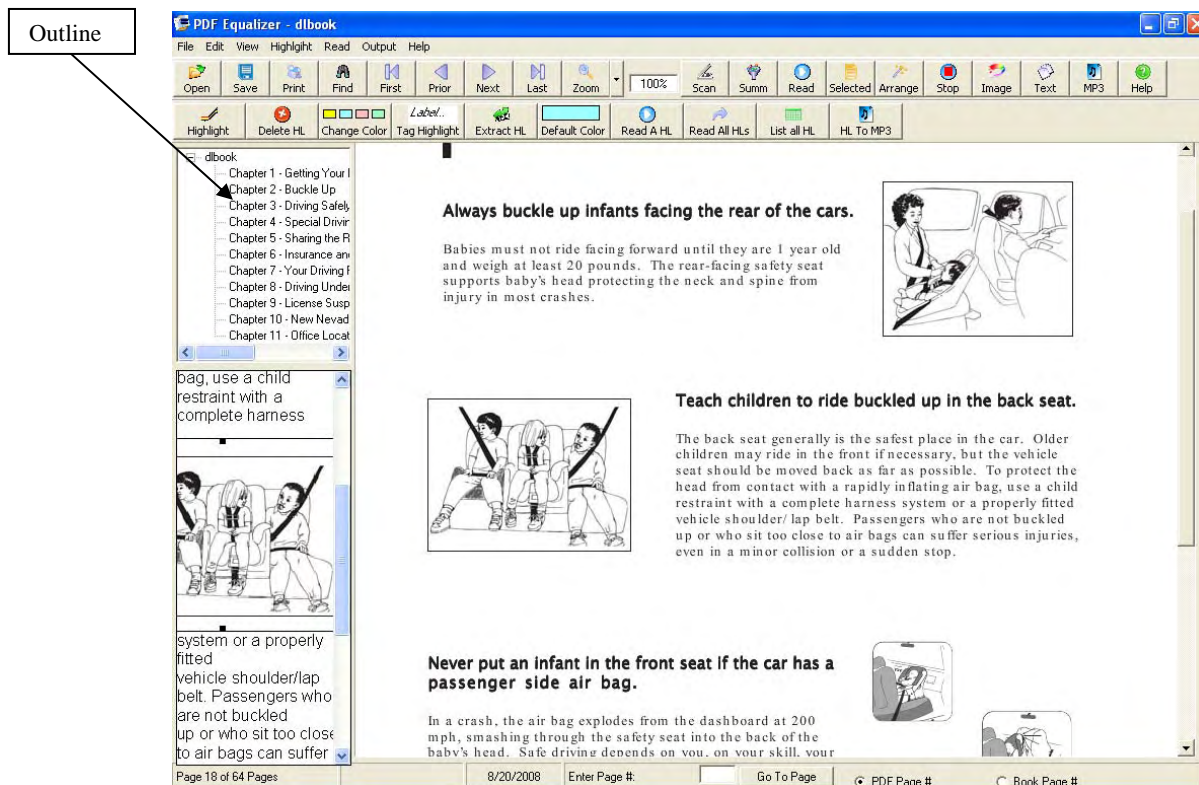 Outline
PDF Equalizer - dlbook
File Edit View Highlgiht Read Output Help
Open Save Print Find First Prior Next Last Zoom 100% Scan Summ Read Selected Arrange Stop Image Text MP3 Help
Highlight Delete HL Change Color Label.. Tag Highlight Extract HL Default Color Read A HL Read All HLs List all HL HL To MP3
dlbook
Chapter 1 - Getting Your
Chapter 2 - Buckle Up
Chapter 3 - Driving Safely
Chapter 4 - Special Drivin
Chapter 5 - Sharing the R
Chapter 6 - Insurance and
Chapter 7 - Your Driving
Chapter 8 - Driving Under
Chapter 9 - License Susp
Chapter 10 - New Nevad
Chapter 11 - Office Locat
bag, use a child
restraint with a
complete harness
system or a properly
fitted
vehicle shoulder/lap
belt. Passengers who
are not buckled
up or who sit too close
to air bags can suffer
Always buckle up infants facing the rear of the cars.
Babies must not ride facing forward until they are 1 year old
and weigh at least 20 pounds. The rear-facing safety seat
supports baby's head protecting the neck and spine from
injury in most crashes.
Teach children to ride buckled up in the back seat.
The back seat generally is the safest place in the car. Older
children may ride in the front if necessary, but the vehicle
seat should be moved back as far as possible. To protect the
head from contact with a rapidly inflating air bag, use a child
restraint with a complete harness system or a properly fitted
vehicle shoulder/ lap belt. Passengers who are not buckled
up or who sit too close to air bags can suffer serious injuries,
even in a minor collision or a sudden stop.
Never put an infant in the front seat if the car has a
passenger side air bag.
In a crash, the air bag explodes from the dashboard at 200
mph, smashing through the safety seat into the back of the
baby's head. Safe driving depends on you, on your skill, your
Page 18 of 64 Pages 8/20/2008 Enter Page #: Go To Page PDF Page # Book Page #